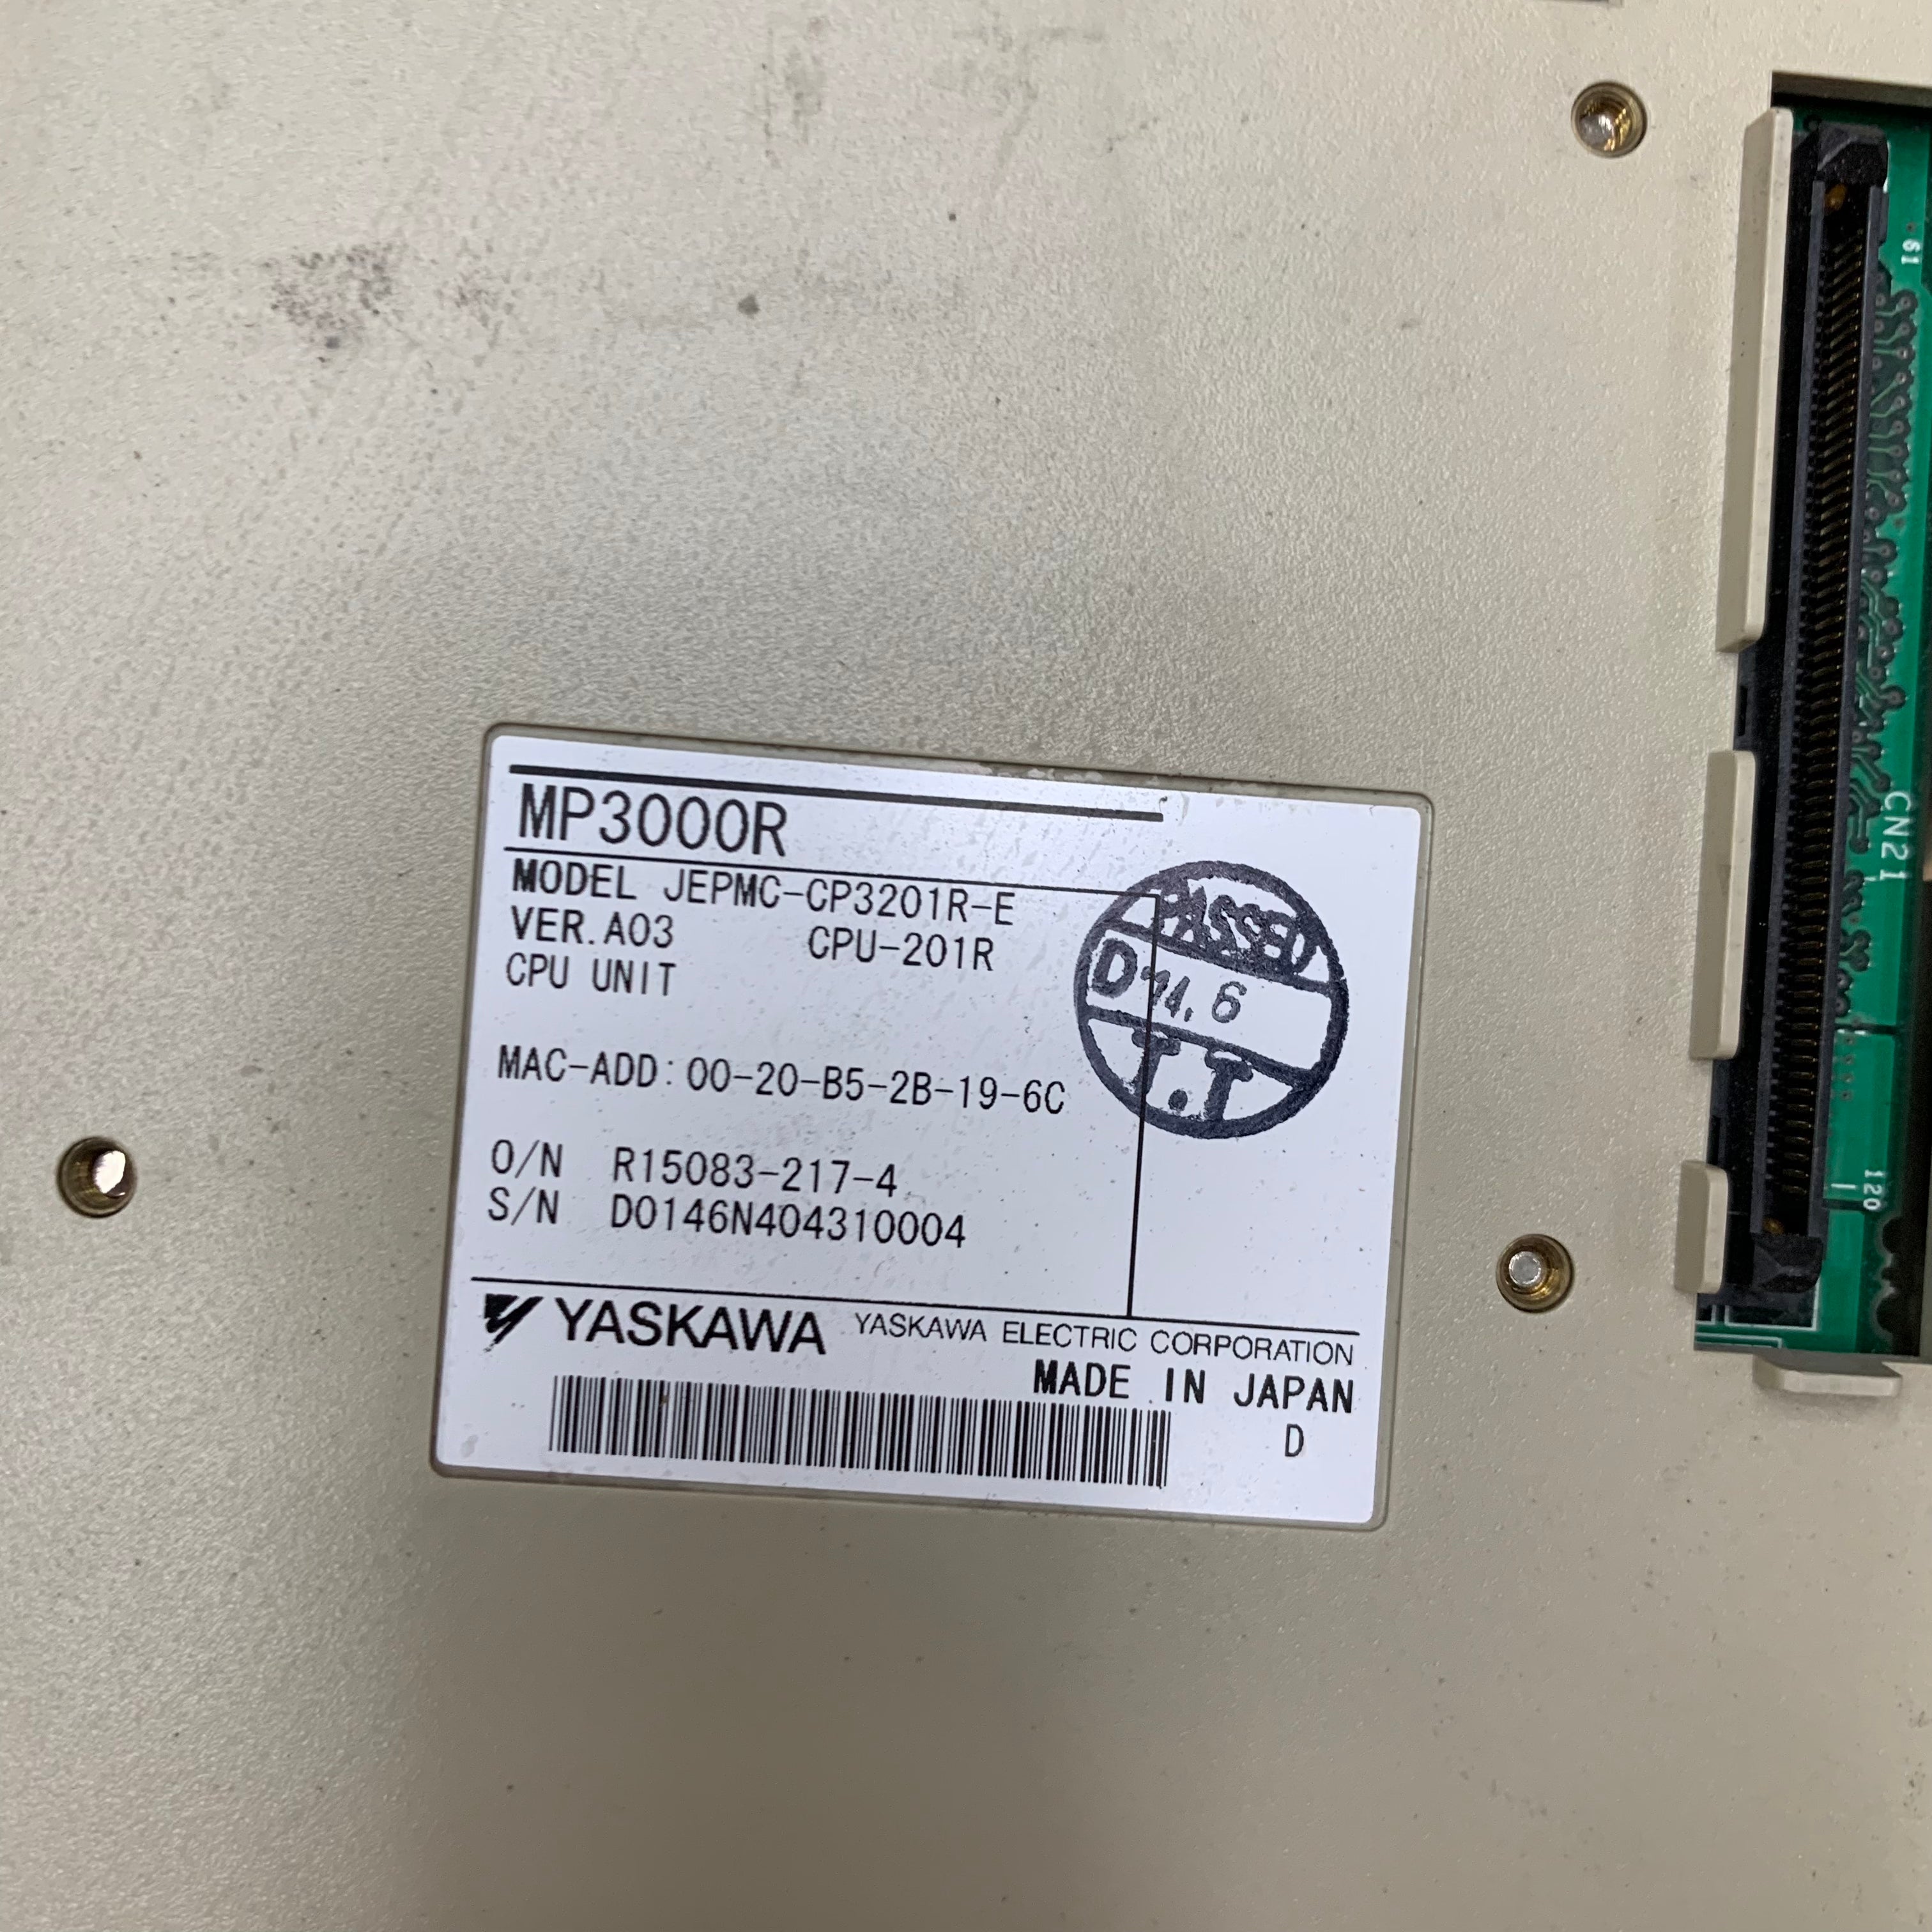 MP3000R
MODEL JEPMC-CP3201R-E
VER.A03 CPU-201R
CPU UNIT
PASSED
D '14. 6
T.T
MAC-ADD: 00-20-B5-2B-19-6C
O/N R15083-217-4
S/N D0146N404310004
YASKAWA YASKAWA ELECTRIC CORPORATION
MADE IN JAPAN
D
61
CN21
120